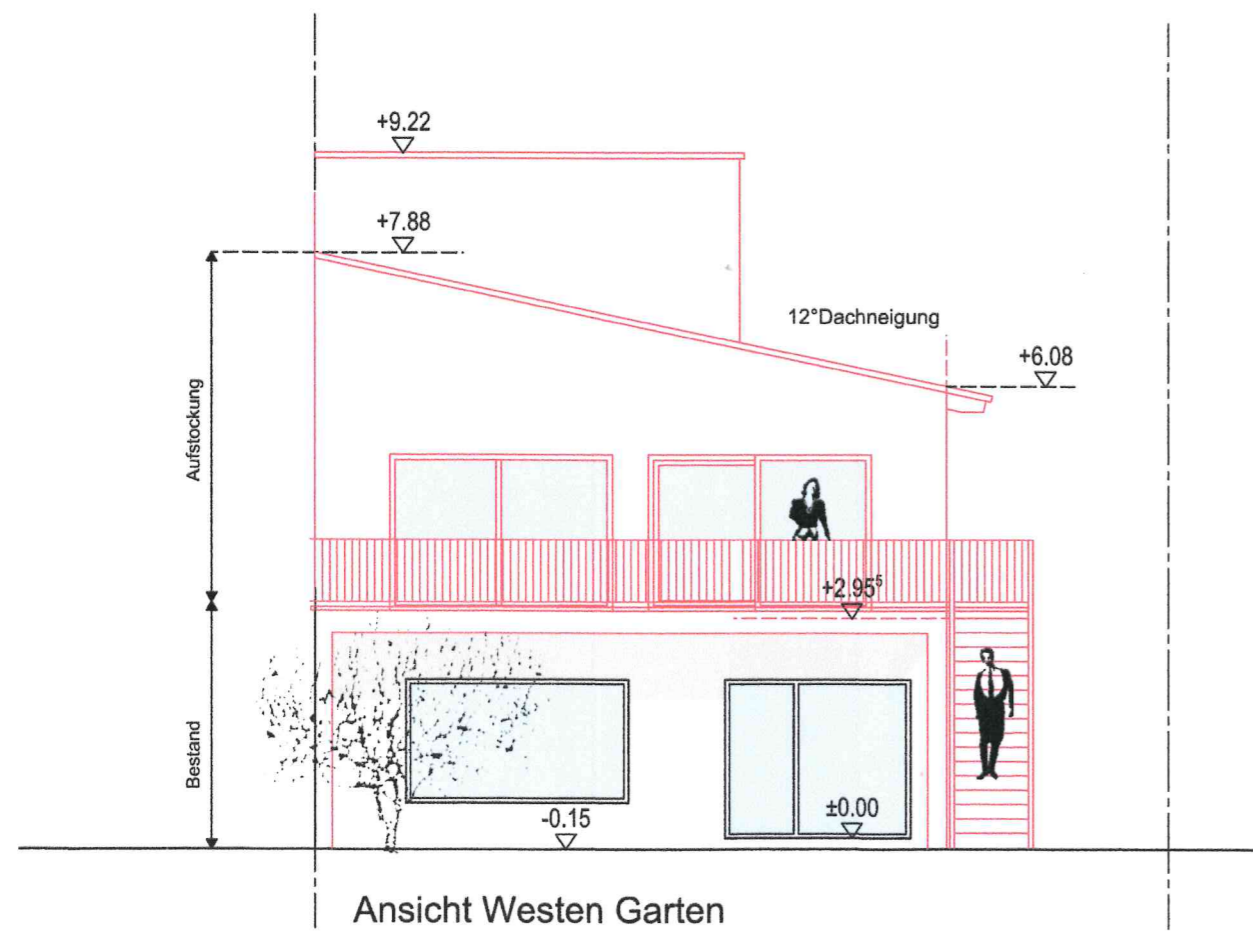 +9.22
+7.88
12°Dachneigung
+6.08
Aufstockung
+2.95⁵
Bestand
-0.15
±0.00
Ansicht Westen Garten